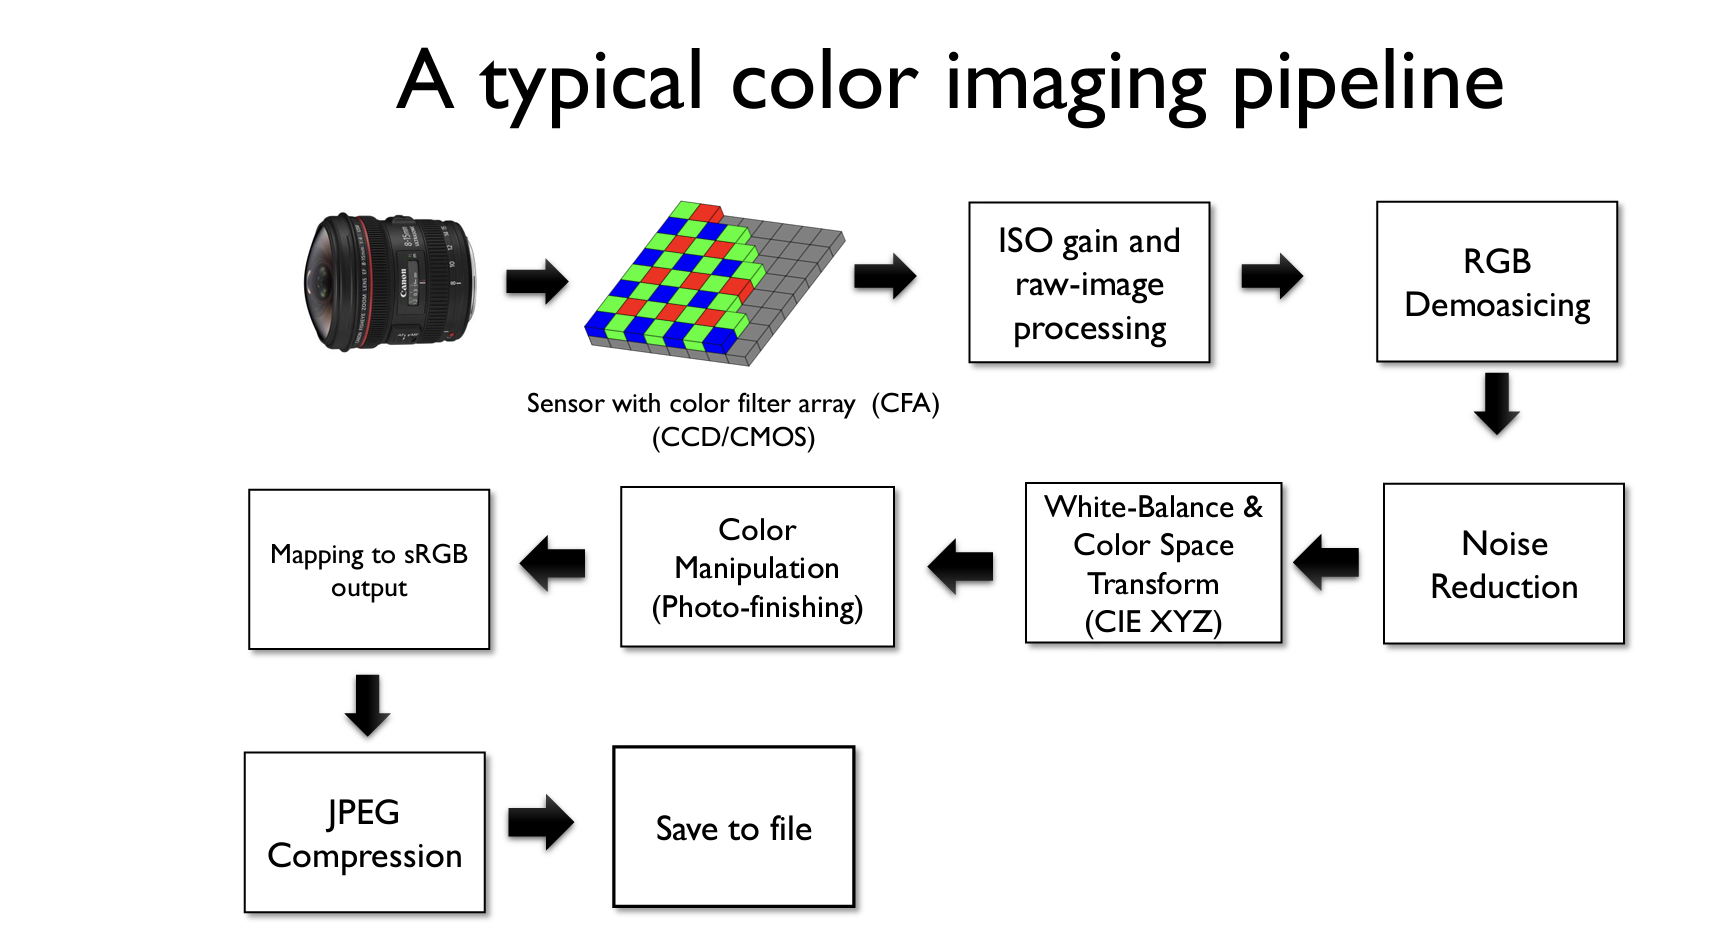 A typical color imaging pipeline
Canon
ISO gain and
raw-image
processing
RGB
Demoasicing
Sensor with color filter array (CFA)
(CCD/CMOS)
Mapping to sRGB
output
Color
Manipulation
(Photo-finishing)
White-Balance &
Color Space
Transform
(CIE XYZ)
Noise
Reduction
JPEG
Compression
Save to file